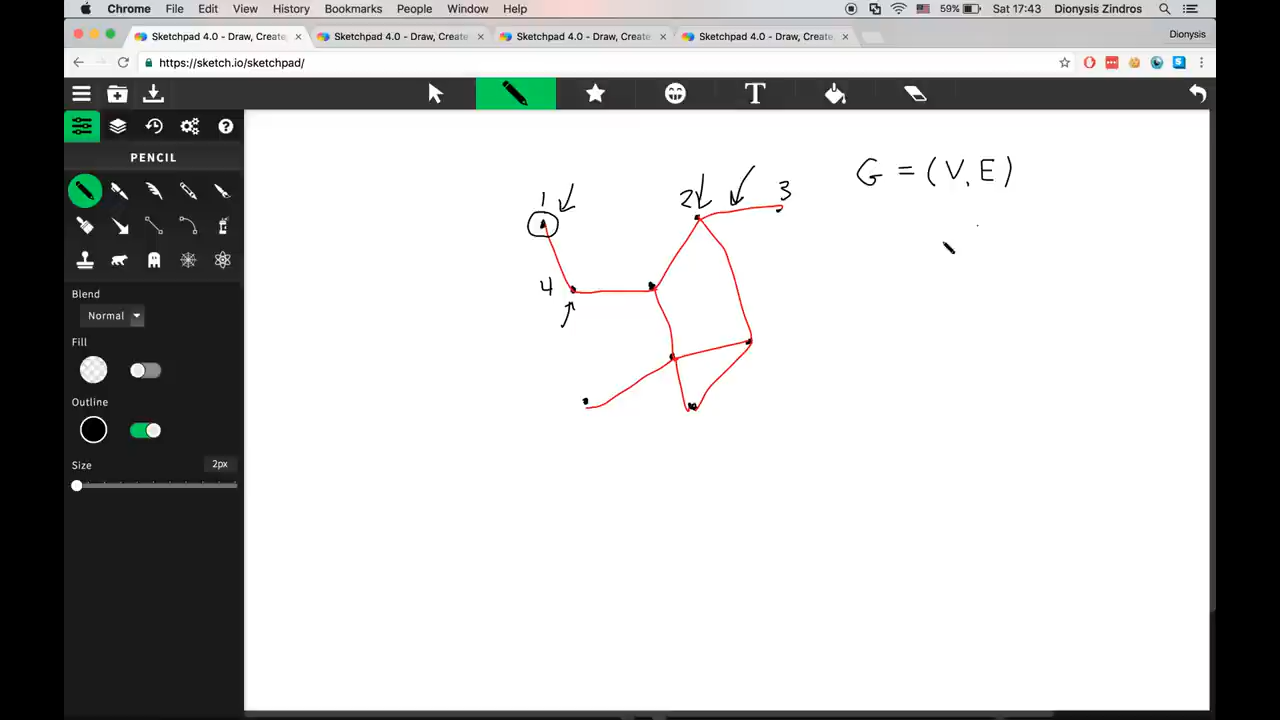 Chrome File Edit View History Bookmarks People Window Help 59% Sat 17:43 Dionysis Zindros
Sketchpad 4.0 - Draw, Create, Sketchpad 4.0 - Draw, Create Sketchpad 4.0 - Draw, Create, Sketchpad 4.0 - Draw, Create Dionysis
https://sketch.io/sketchpad/
T
PENCIL
Blend
Normal
Fill
Outline
Size 2px
1 2 3
4
G = (V, E)